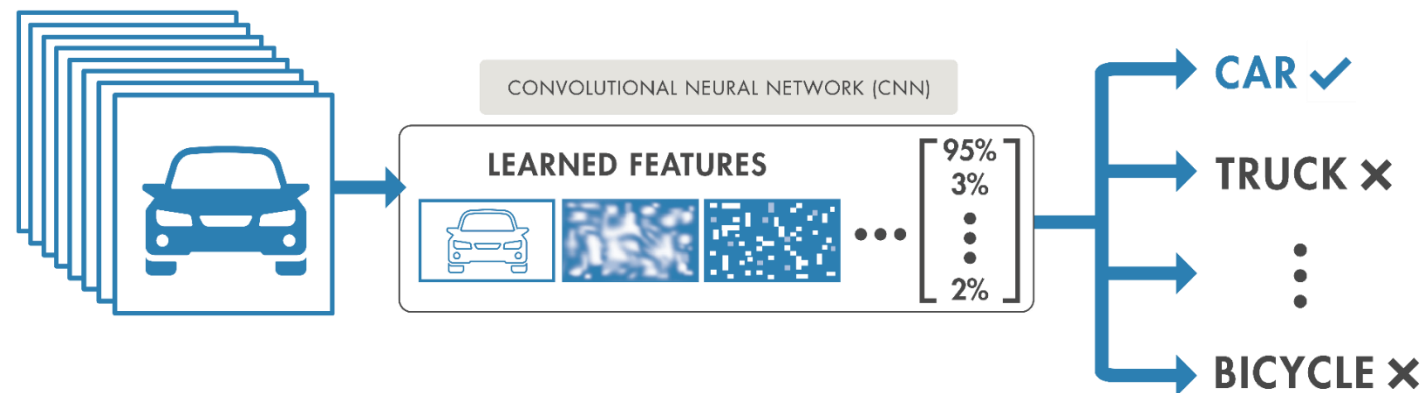 CONVOLUTIONAL NEURAL NETWORK (CNN)
LEARNED FEATURES
95%
3%
2%
CAR
TRUCK
BICYCLE